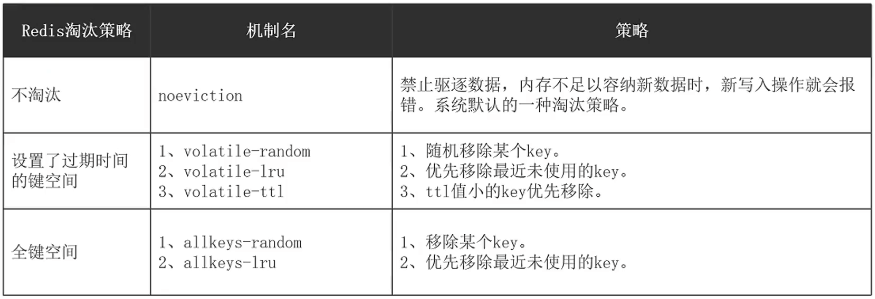 Redis淘汰策略 机制名 策略
不淘汰 noeviction 禁止驱逐数据，内存不足以容纳新数据时，新写入操作就会报
错。系统默认的一种淘汰策略。
设置了过期时间
的键空间
1、volatile-random
2、volatile-lru
3、volatile-ttl
1、随机移除某个key。
2、优先移除最近未使用的key。
3、ttl值小的key优先移除。
全键空间
1、allkeys-random
2、allkeys-lru
1、移除某个key。
2、优先移除最近未使用的key。